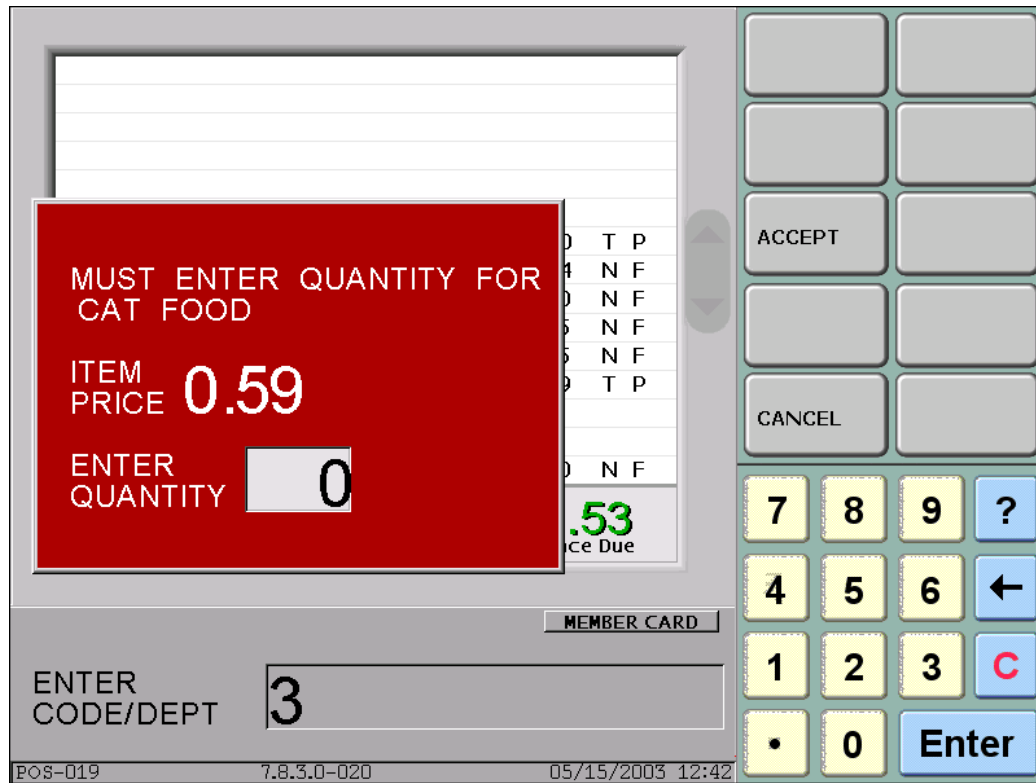 MUST ENTER QUANTITY FOR
CAT FOOD
ITEM
PRICE 0.59
ENTER
QUANTITY 0
T P
N F
N F
N F
N F
T P
N F
.53
ce Due
MEMBER CARD
ENTER
CODE/DEPT 3
POS-019 7.8.3.0-020 05/15/2003 12:42
ACCEPT
CANCEL
7 8 9 ?
4 5 6 ←
1 2 3 C
. 0 Enter